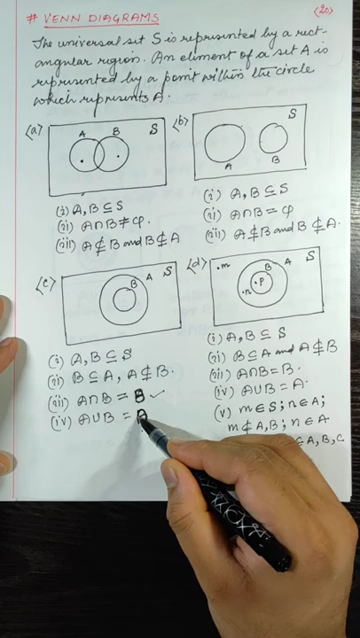 # VENN DIAGRAMS
<20>
The universal set S is represented by a rect-
angular region. An element of a set A is
represented by a point within the circle
which represents A.
<a>
A B S
(i) A, B ⊆ S
(ii) A∩B ≠ φ.
(iii) A ⊈ B and B ⊈ A
<b>
S
A B
(i) A, B ⊆ S
(ii) A∩B = φ
(iii) A ⊈ B and B ⊈ A
<c>
B A S
(i) A, B ⊆ S
(ii) B ⊆ A, A ⊈ B.
(iii) A∩B = B ✓
(iv) A∪B = A
<d>
.m B A S
.n .p
(i) A, B ⊆ S
(ii) B ⊆ A and A ⊈ B
(iii) A∩B = B.
(iv) A∪B = A.
(v) m ∈ S; n ∈ A;
m ∉ A, B; n ∈ A
A, B,